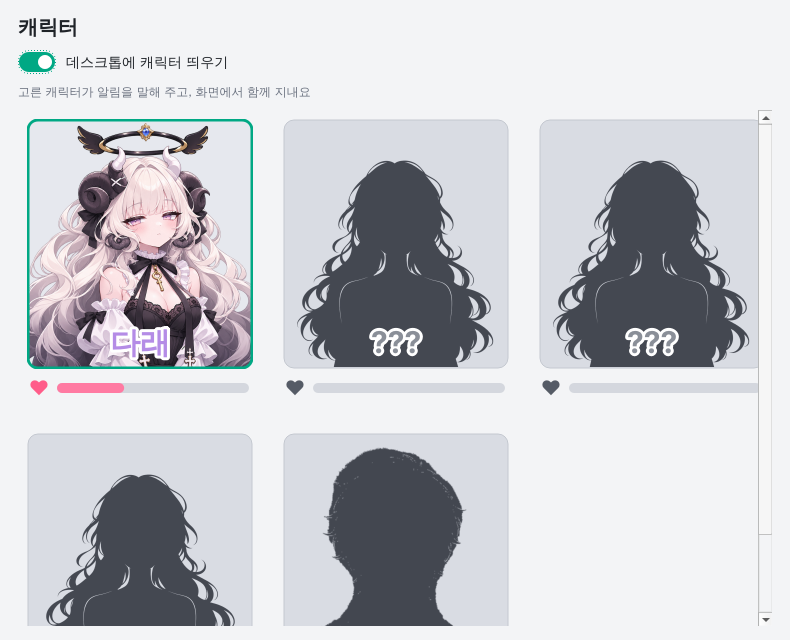 캐릭터
데스크톱에 캐릭터 띄우기
고른 캐릭터가 알림을 말해 주고, 화면에서 함께 지내요
다래
???
???